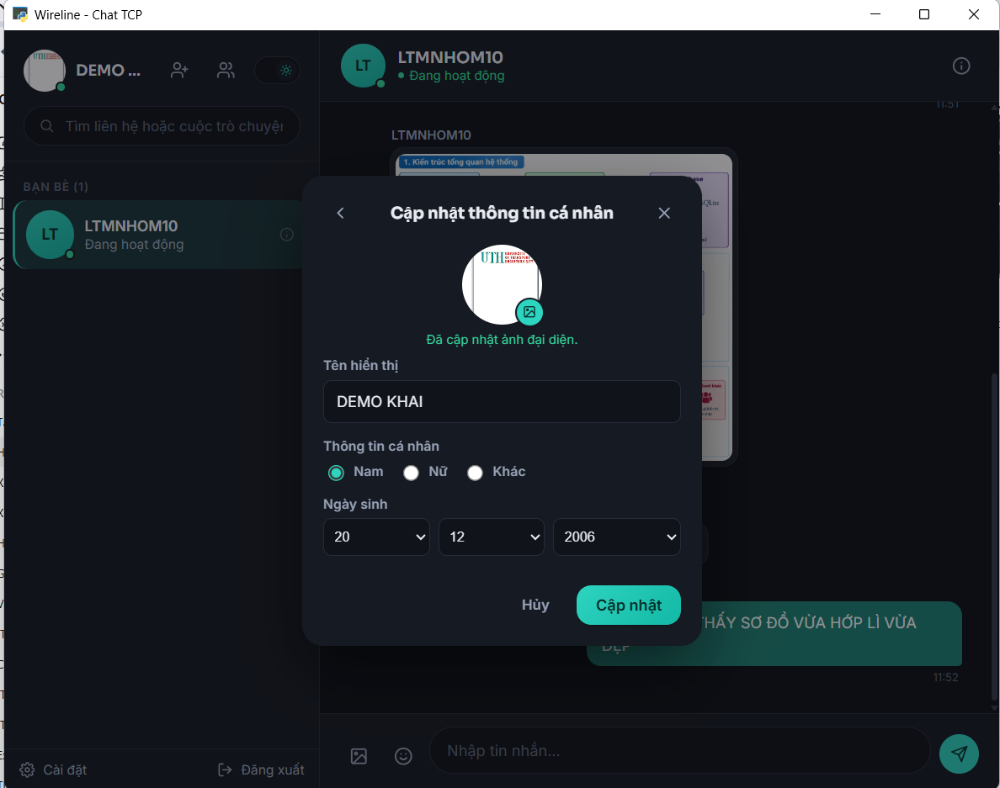 Wireline - Chat TCP
DEMO ...
Tìm liên hệ hoặc cuộc trò chuyện
BẠN BÈ (1)
LT
LTMNHOM10
Đang hoạt động
LT
LTMNHOM10
Đang hoạt động
11:51
LTMNHOM10
1. Kiến trúc tổng quan hệ thống
Cập nhật thông tin cá nhân
UTH
Đã cập nhật ảnh đại diện.
Tên hiển thị
DEMO KHAI
Thông tin cá nhân
Nam Nữ Khác
Ngày sinh
20 12 2006
Hủy Cập nhật
THẤY SƠ ĐỒ VỪA HỚP LÌ VỪA
ĐẸP
11:52
Nhập tin nhắn...
Cài đặt
Đăng xuất